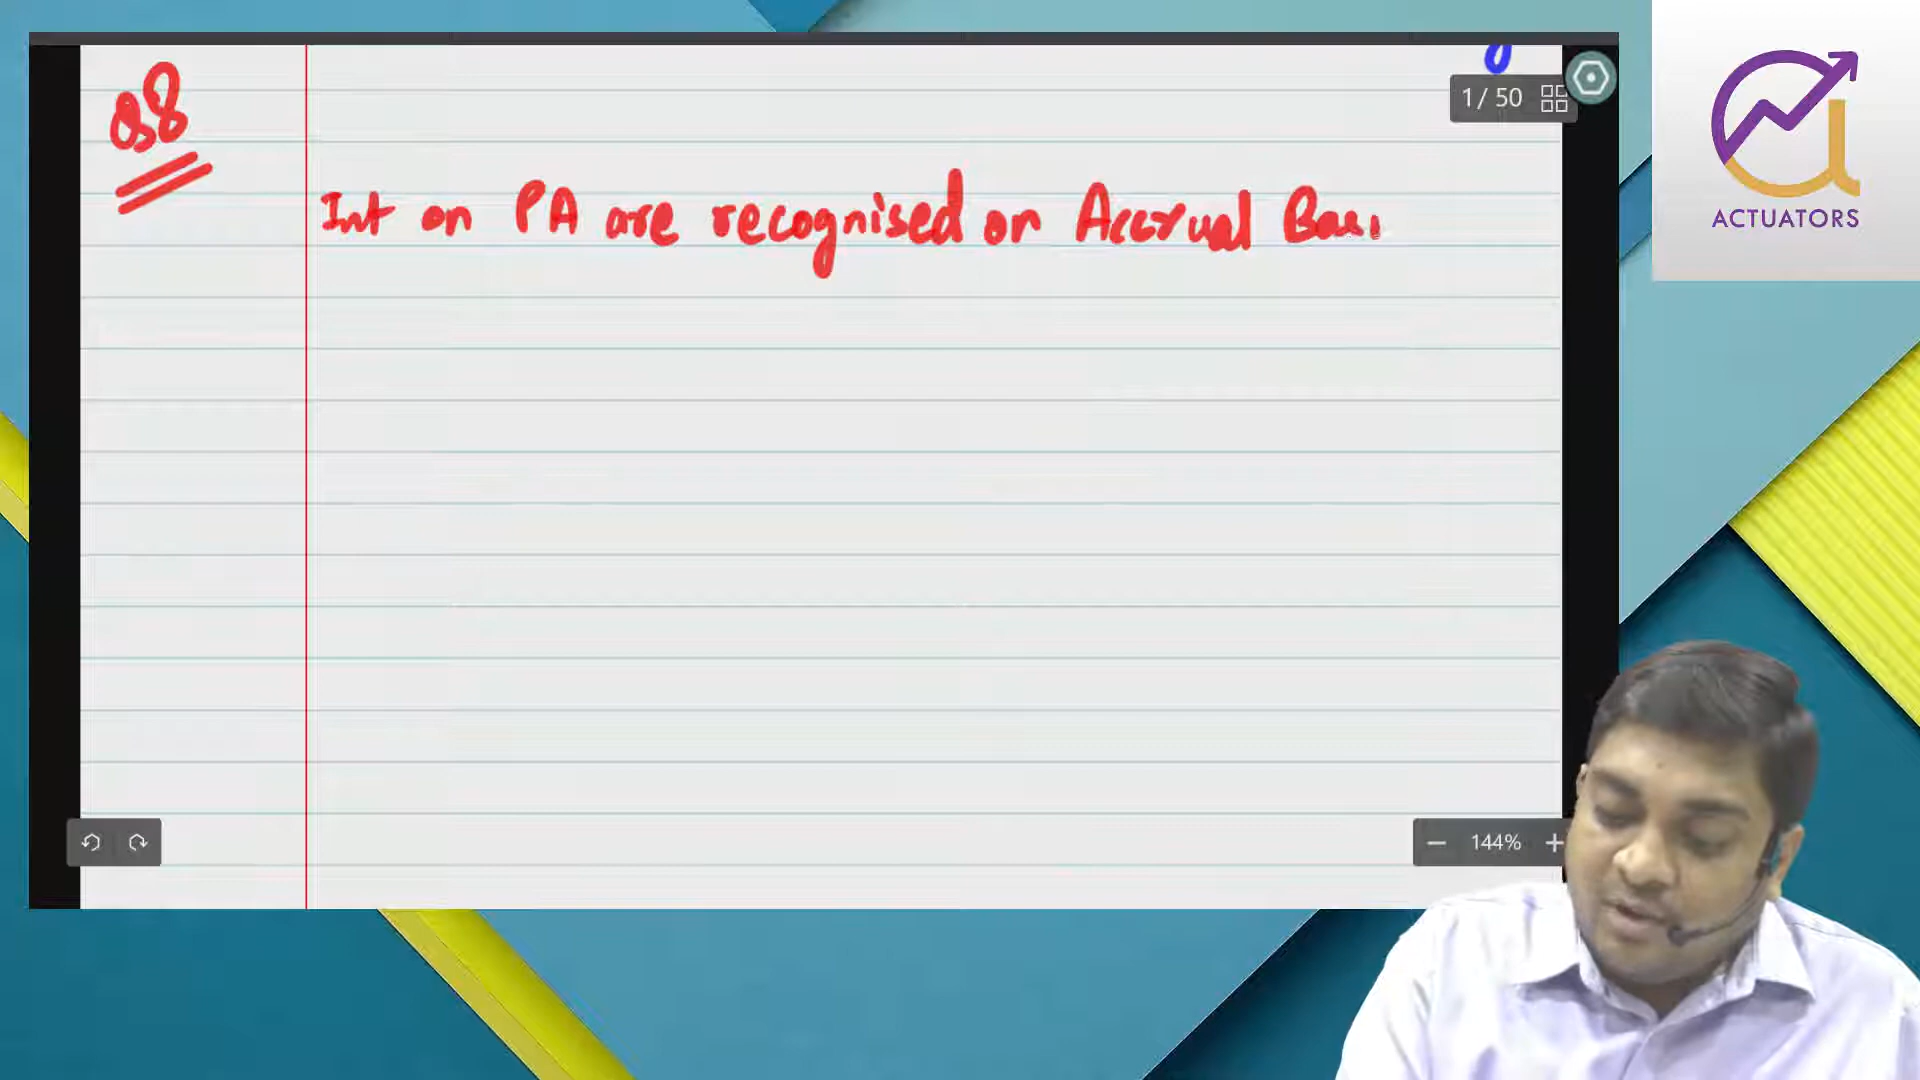 Q8
1 / 50
ACTUATORS
Int on PA are recognised on Accrual Basi
144%